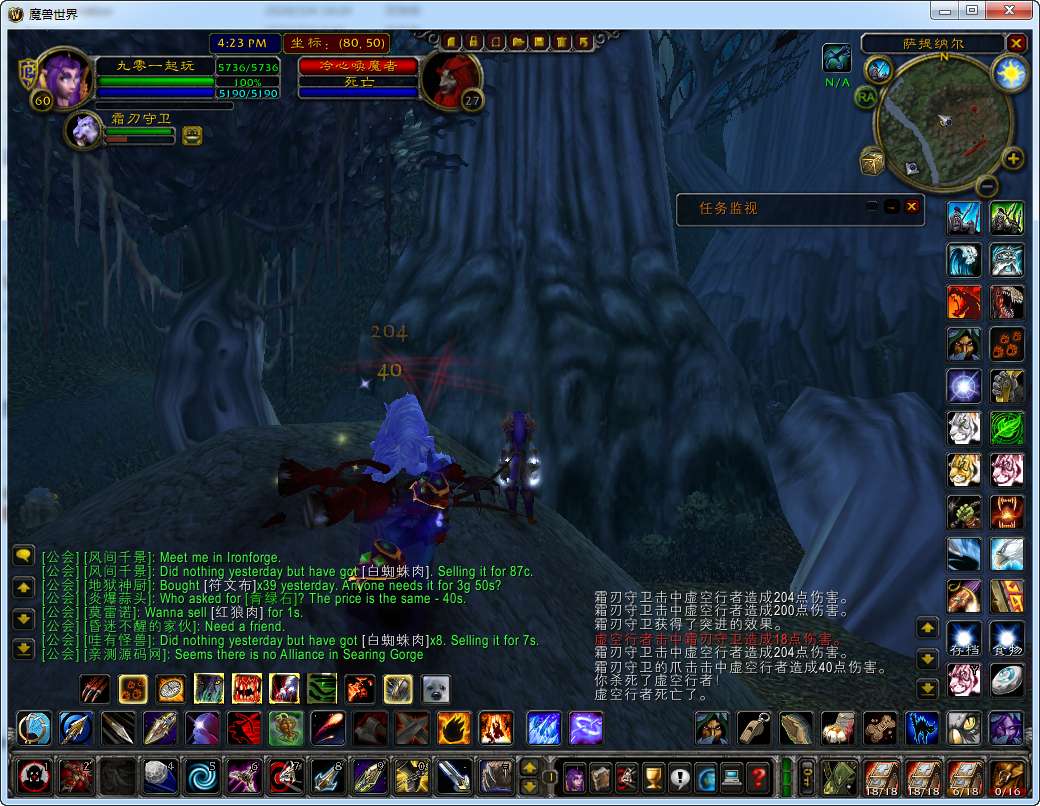 魔兽世界
4:23 PM
坐标: (80, 50)
萨提纳尔
N
九零一起玩
5736/5736
100%
5190/5190
60
冷心唤魔者
死亡
27
霜刃守卫
N/A
RA
任务监视
204
40
[公会] [风间千景]: Meet me in Ironforge.
[公会] [风间千景]: Did nothing yesterday but have got [白蜘蛛肉]. Selling it for 87c.
[公会] [地狱神厨]: Bought [符文布]x39 yesterday. Anyone needs it for 3g 50s?
[公会] [炎爆蒜头]: Who asked for [青绿石]? The price is the same - 40s.
[公会] [莫雷诺]: Wanna sell [红狼肉] for 1s.
[公会] [昏迷不醒的家伙]: Need a friend.
[公会] [哇有怪兽]: Did nothing yesterday but have got [白蜘蛛肉]x8. Selling it for 7s.
[公会] [亲测源码网]: Seems there is no Alliance in Searing Gorge
霜刃守卫击中虚空行者造成204点伤害。
霜刃守卫击中虚空行者造成200点伤害。
霜刃守卫获得了突进的效果。
虚空行者击中霜刃守卫造成18点伤害。
霜刃守卫击中虚空行者造成204点伤害。
霜刃守卫的爪击击中虚空行者造成40点伤害。
你杀死了虚空行者!
虚空行者死亡了。
存档
食物
1
2
4
5
6
7
8
9
0
18/18
18/18
6/18
0/16